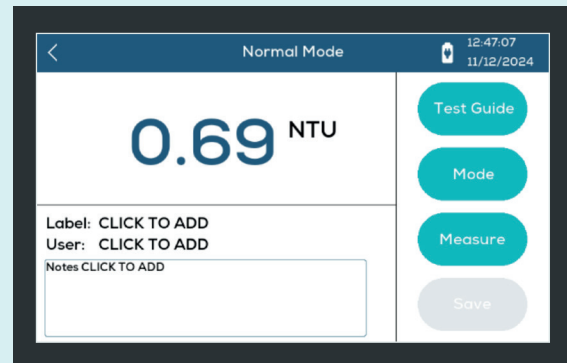 Normal Mode
12:47:07
11/12/2024
0.69 NTU
Label: CLICK TO ADD
User: CLICK TO ADD
Notes CLICK TO ADD
Test Guide
Mode
Measure
Save